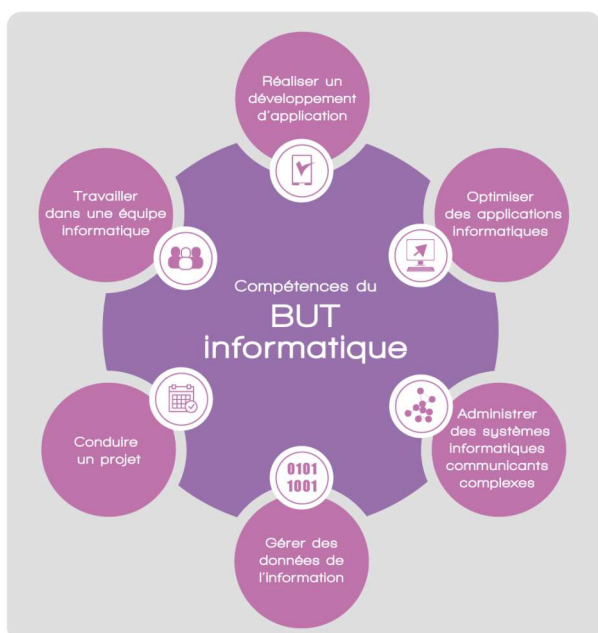 Réaliser un
développement
d'application
Travailler
dans une équipe
informatique
Optimiser
des applications
informatiques
Compétences du
BUT
informatique
Conduire
un projet
Administrer
des systèmes
informatiques
communicants
complexes
0101
1001
Gérer des
données de
l'information